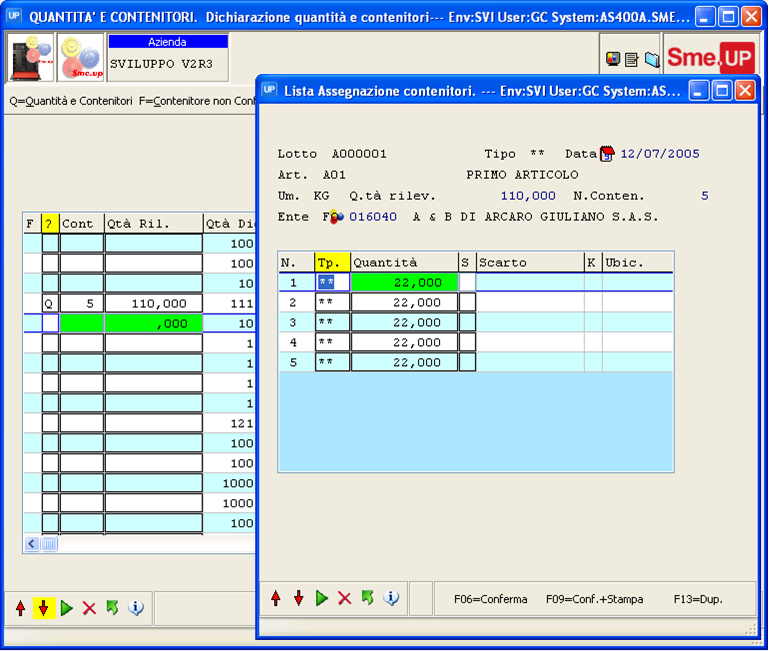 UP QUANTITA' E CONTENITORI. Dichiarazione quantità e contenitori--- Env:SVI User:GC System:AS400A.SME...
Sme.up
Azienda
SVILUPPO V2R3
Sme.UP
Q=Quantità e Contenitori F=Contenitore non Conf
F ? Cont Qtà Ril. Qtà Di
100
100
10
Q 5 110,000 111
,000 10
1
1
1
1
121
100
100
1000
1000
100
UP Lista Assegnazione contenitori. --- Env:SVI User:GC System:AS...
Lotto A000001 Tipo ** Data 12/07/2005
Art. A01 PRIMO ARTICOLO
Um. KG Q.tà rilev. 110,000 N.Conten. 5
Ente F 016040 A & B DI ARCARO GIULIANO S.A.S.
N. Tp. Quantità S Scarto K Ubic.
1 ** 22,000
2 ** 22,000
3 ** 22,000
4 ** 22,000
5 ** 22,000
F06=Conferma F09=Conf.+Stampa F13=Dup.